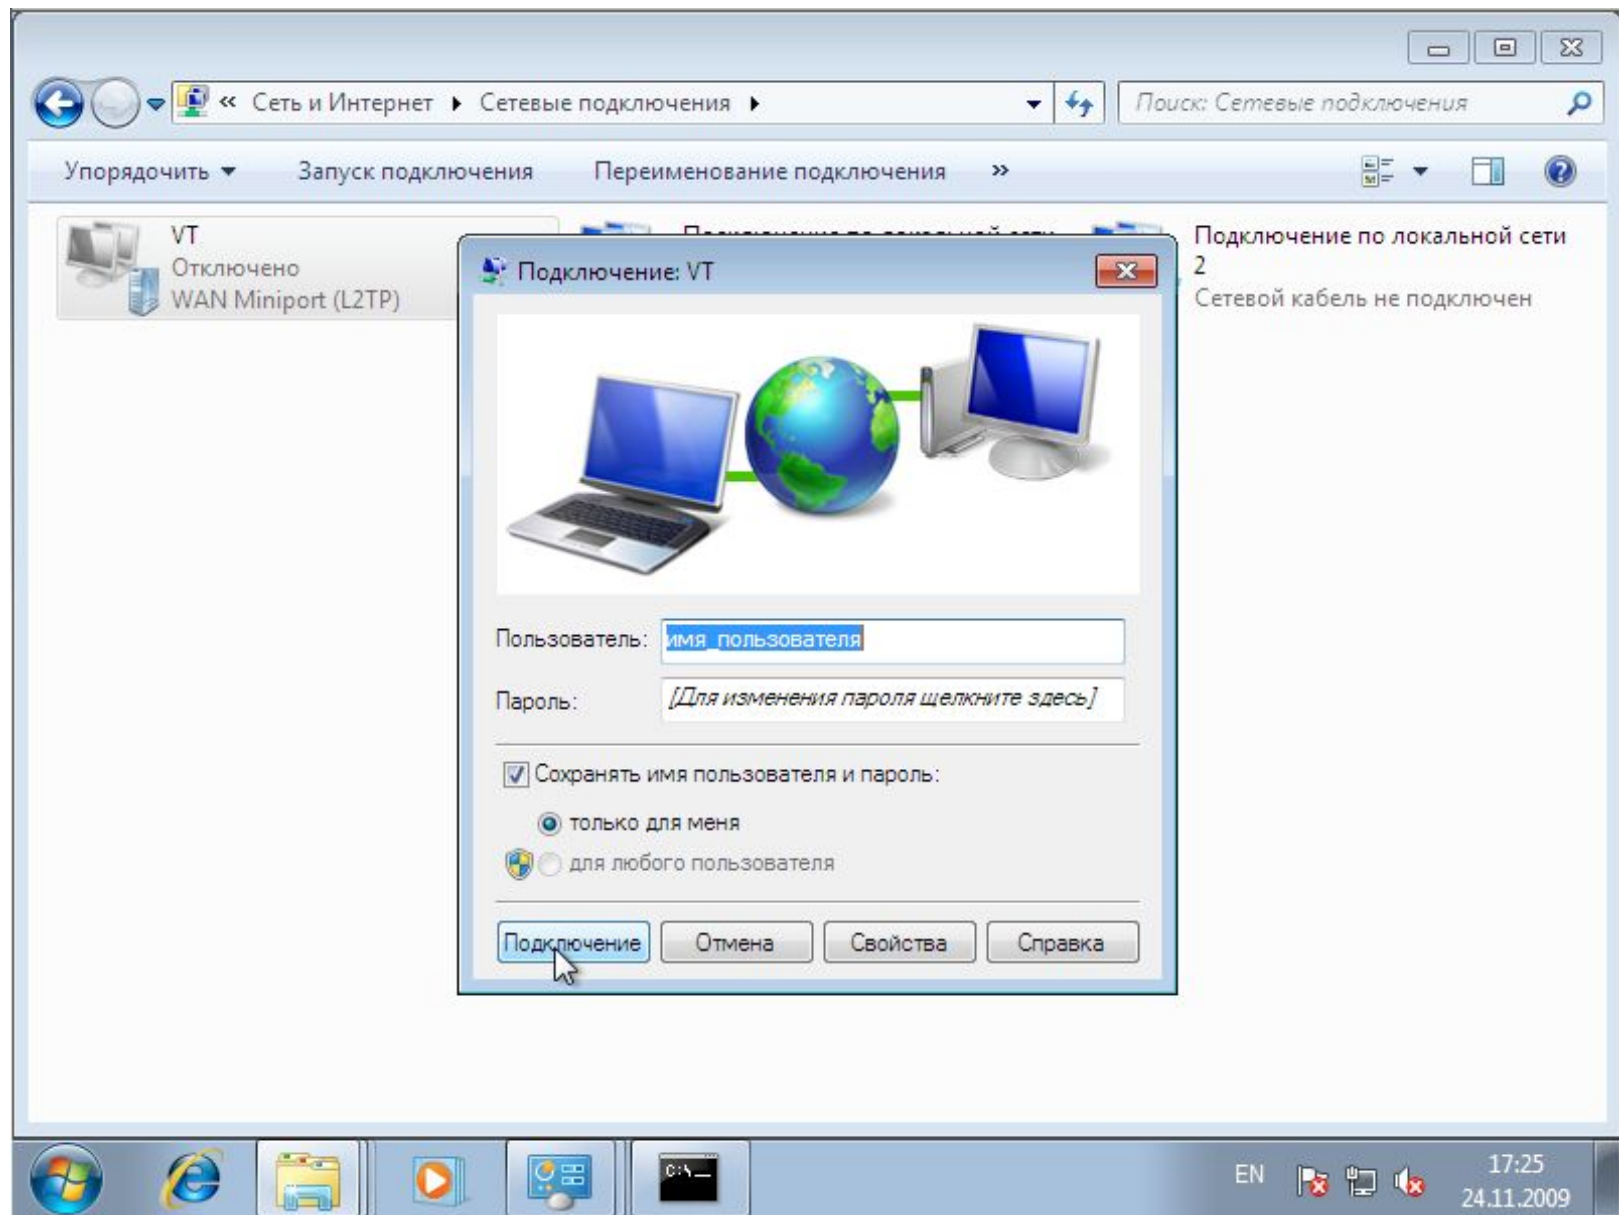 « Сеть и Интернет ▸ Сетевые подключения ▸
Поиск: Сетевые подключения
Упорядочить
Запуск подключения
Переименование подключения
»
VT
Отключено
WAN Miniport (L2TP)
Подключение по локальной сети
2
Сетевой кабель не подключен
Подключение: VT
Пользователь:
имя_пользователя
Пароль:
[Для изменения пароля щелкните здесь]
Сохранять имя пользователя и пароль:
только для меня
для любого пользователя
Подключение
Отмена
Свойства
Справка
C:\_
EN
17:25
24.11.2009